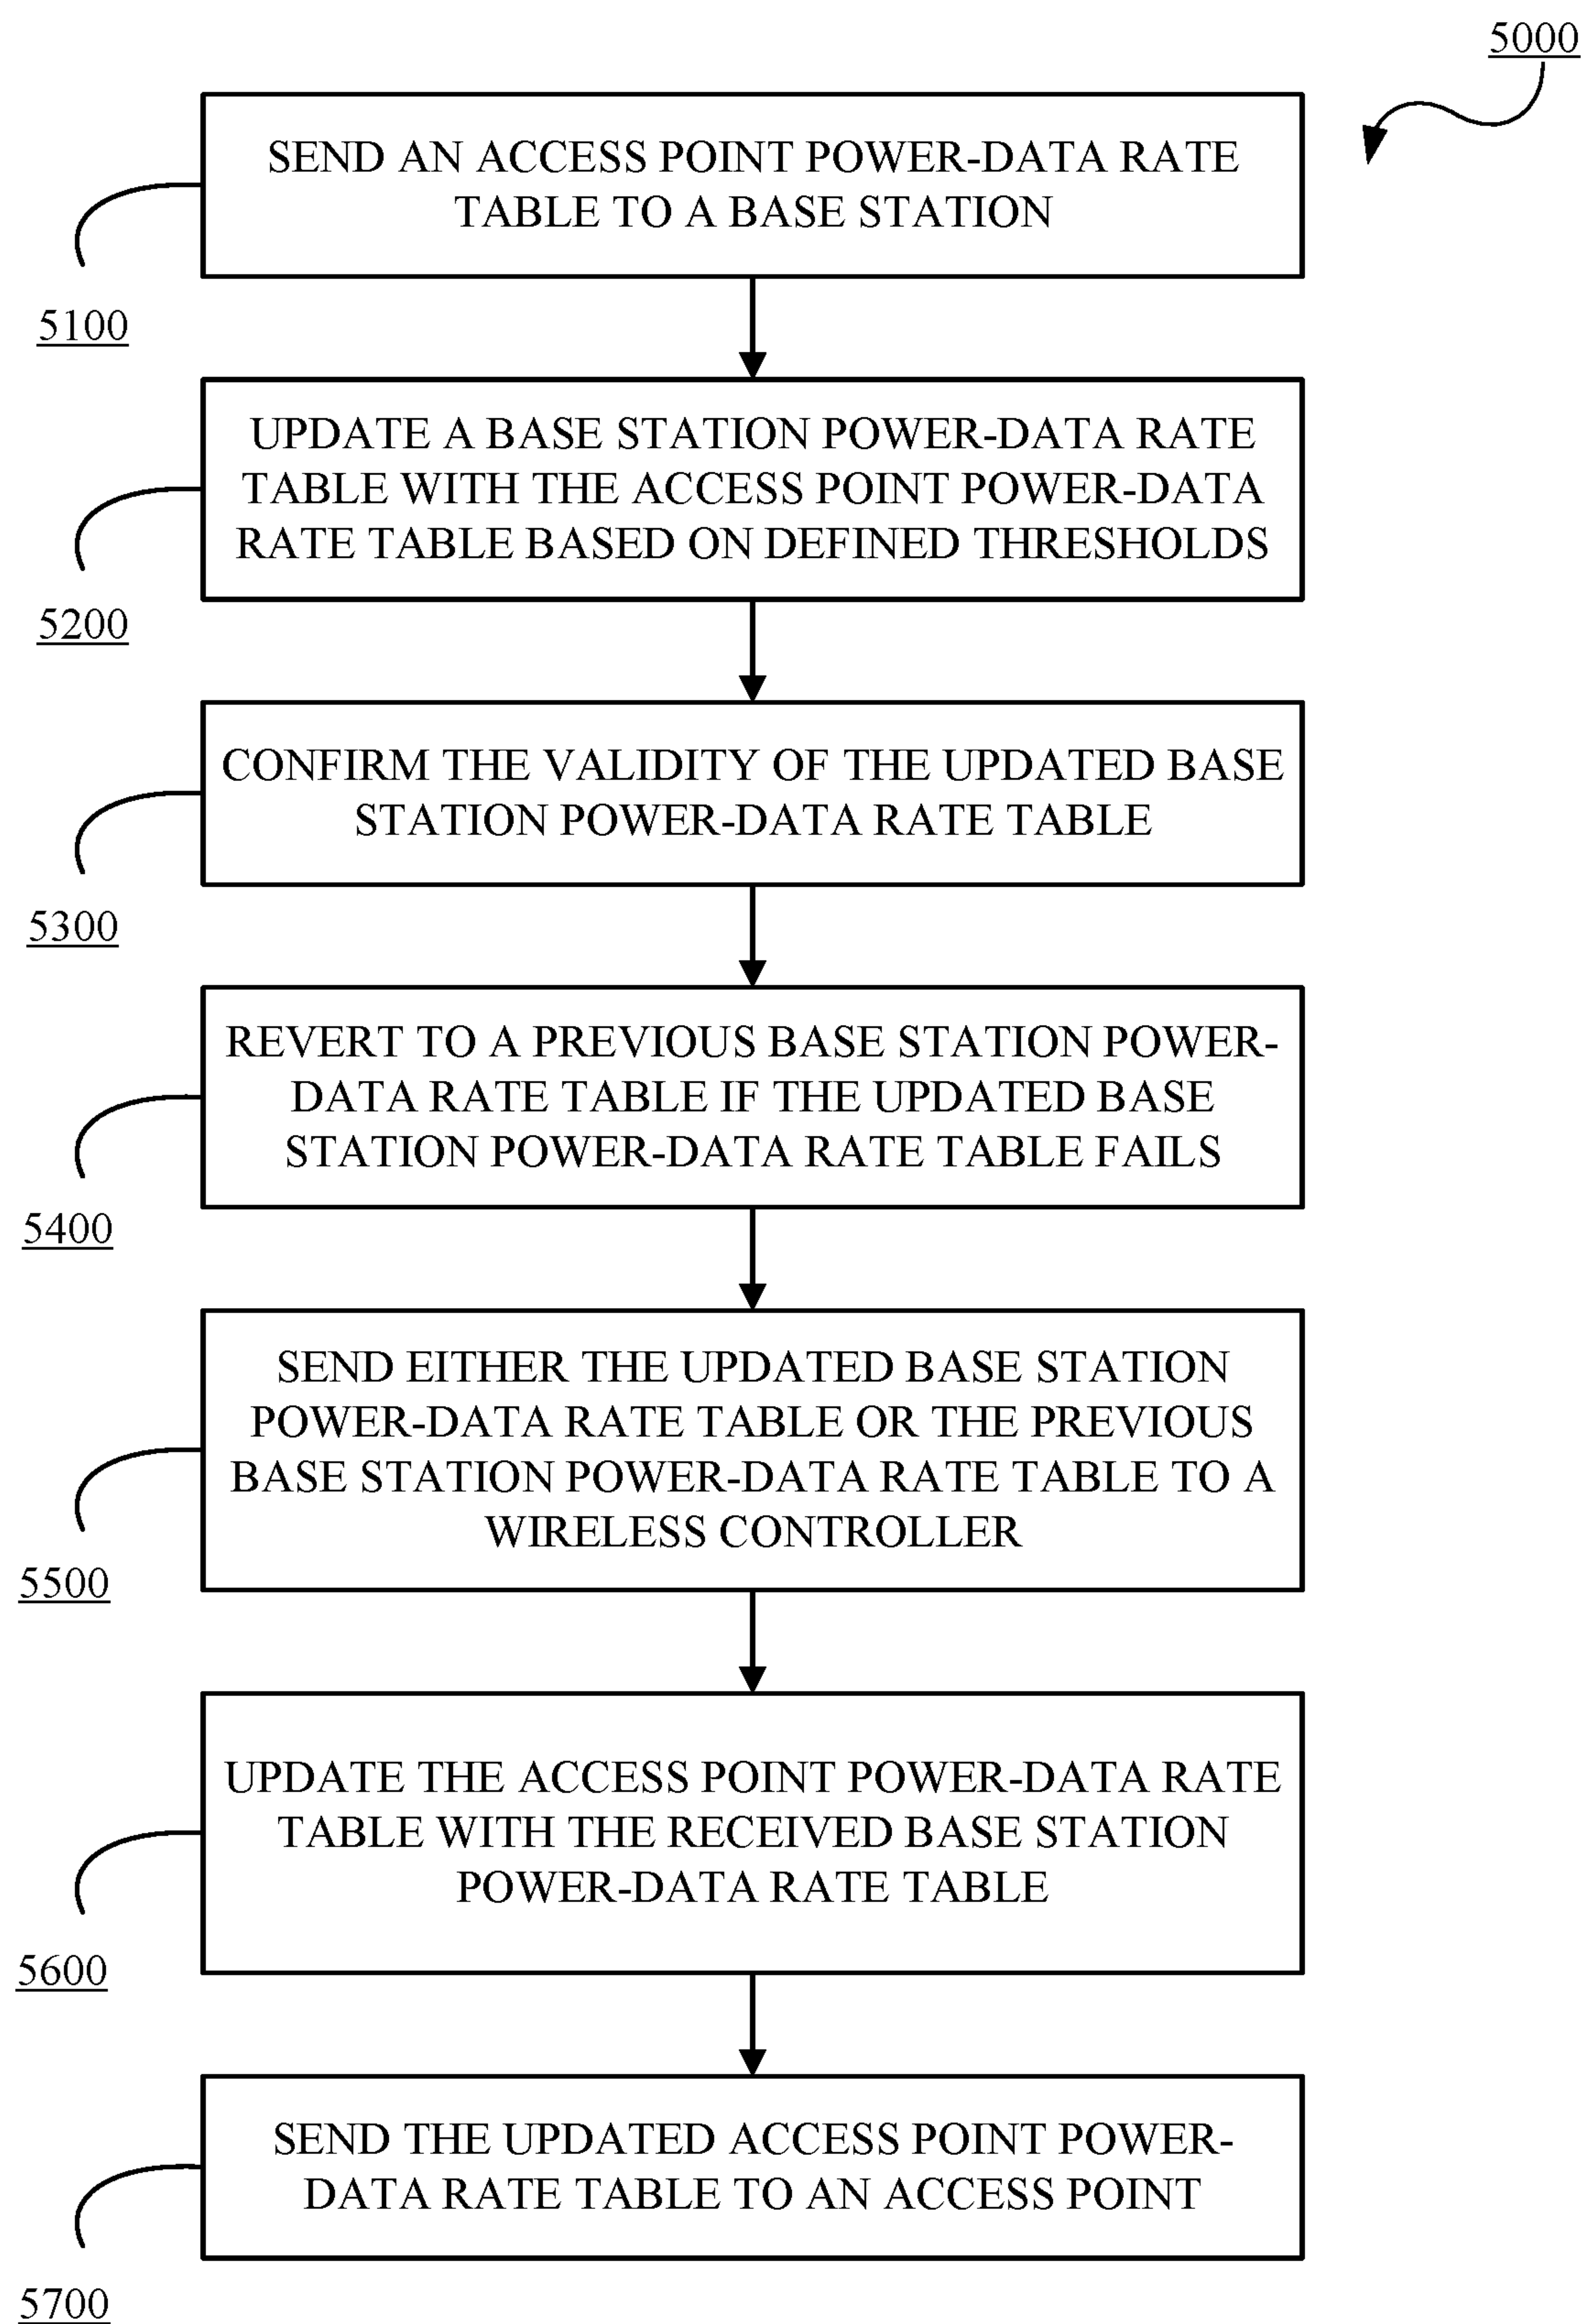 5000
SEND AN ACCESS POINT POWER-DATA RATE
TABLE TO A BASE STATION
5100
UPDATE A BASE STATION POWER-DATA RATE
TABLE WITH THE ACCESS POINT POWER-DATA
RATE TABLE BASED ON DEFINED THRESHOLDS
5200
CONFIRM THE VALIDITY OF THE UPDATED BASE
STATION POWER-DATA RATE TABLE
5300
REVERT TO A PREVIOUS BASE STATION POWER-
DATA RATE TABLE IF THE UPDATED BASE
STATION POWER-DATA RATE TABLE FAILS
5400
SEND EITHER THE UPDATED BASE STATION
POWER-DATA RATE TABLE OR THE PREVIOUS
BASE STATION POWER-DATA RATE TABLE TO A
WIRELESS CONTROLLER
5500
UPDATE THE ACCESS POINT POWER-DATA RATE
TABLE WITH THE RECEIVED BASE STATION
POWER-DATA RATE TABLE
5600
SEND THE UPDATED ACCESS POINT POWER-
DATA RATE TABLE TO AN ACCESS POINT
5700